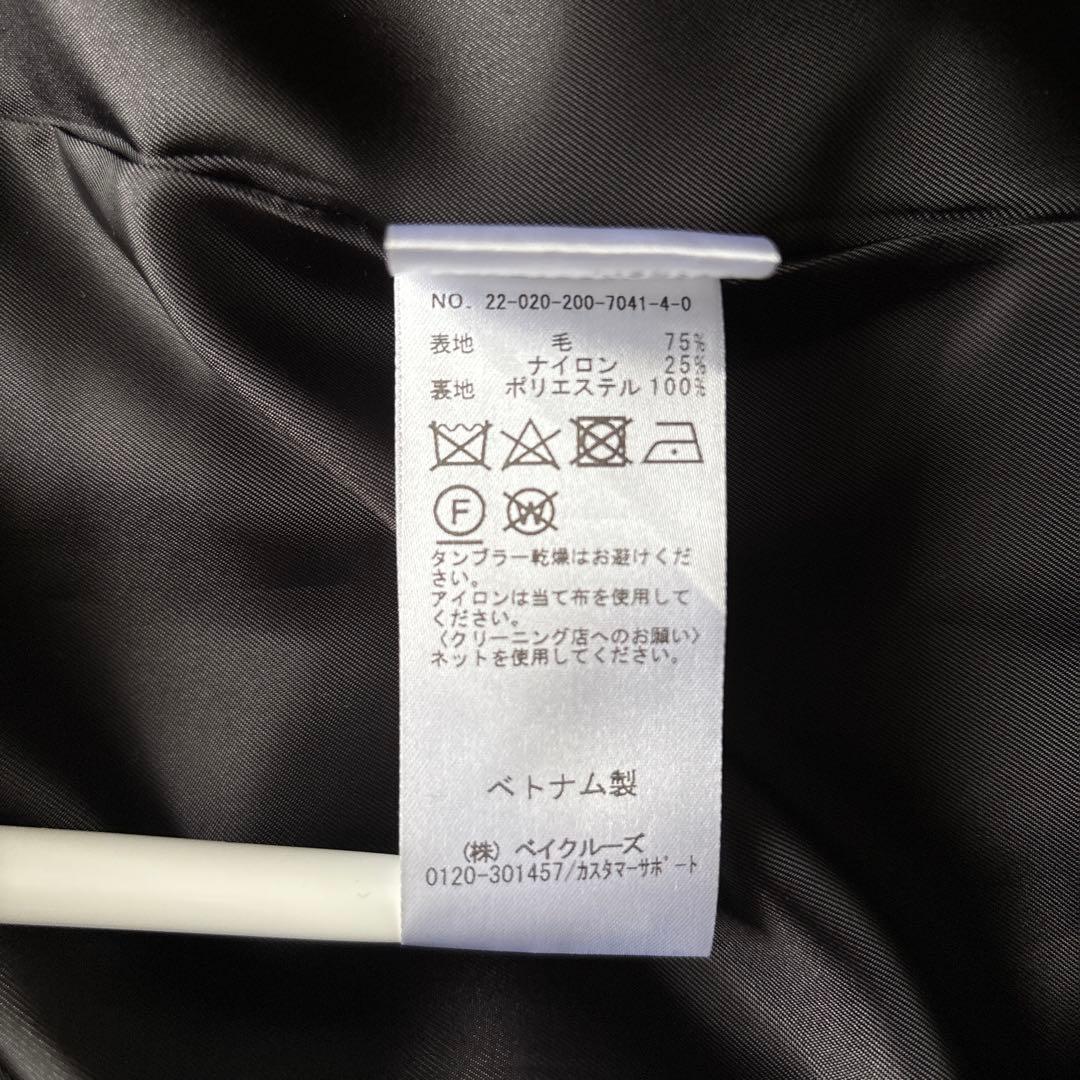 NO. 22-020-200-7041-4-0
表地 毛 75%
ナイロン 25%
裏地 ポリエステル 100%
F W
タンブラー乾燥はお避けくだ
さい。
アイロンは当て布を使用して
ください。
〈クリーニング店へのお願い〉
ネットを使用してください。
ベトナム製
(株)ベイクルーズ
0120-301457/カスタマーサポート